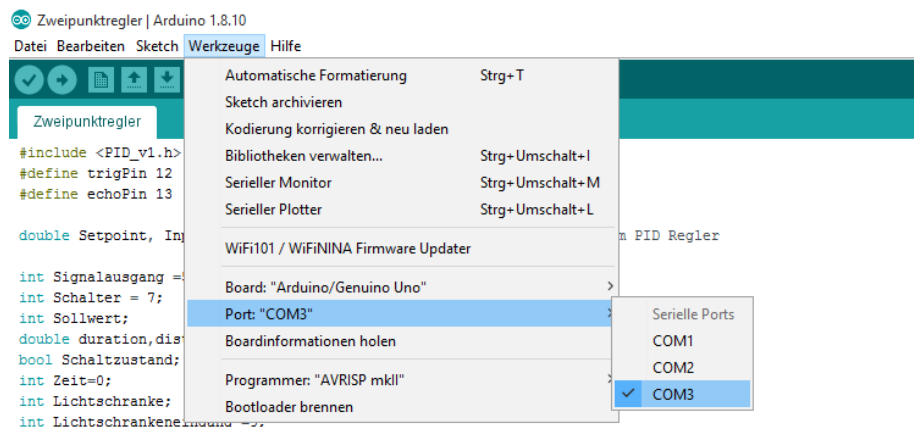 Zweipunktregler | Arduino 1.8.10
Datei Bearbeiten Sketch Werkzeuge Hilfe
Automatische Formatierung Strg+T
Sketch archivieren
Zweipunktregler
Kodierung korrigieren & neu laden
#include <PID_v1.h>
Bibliotheken verwalten... Strg+Umschalt+I
#define trigPin 12
Serieller Monitor Strg+Umschalt+M
#define echoPin 13
Serieller Plotter Strg+Umschalt+L
double Setpoint, PID Regler
WiFi101 / WiFiNINA Firmware Updater
int Signalausgang =
Board: "Arduino/Genuino Uno"
int Schalter = 7;
Port: "COM3" Serielle Ports
int Sollwert;
Boardinformationen holen COM1
double duration,
bool Schaltzustand; COM2
int Zeit=0;
Programmer: "AVRISP mkII" COM3
int Lichtschranke;
Bootloader brennen
int